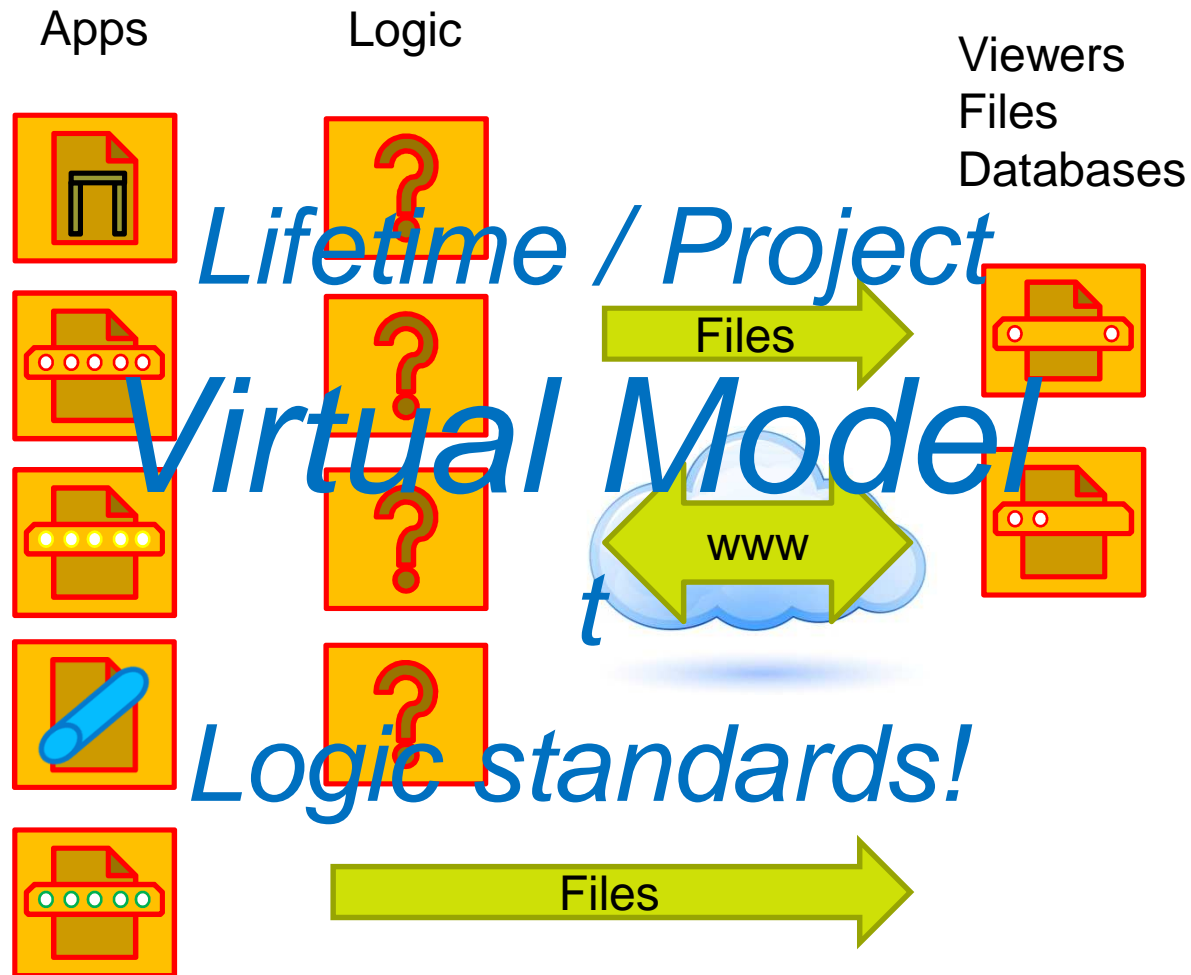 Apps
Logic
Viewers
Files
Databases
Lifetime / Project
Files
Virtual Model
www
t
Logic standards!
Files